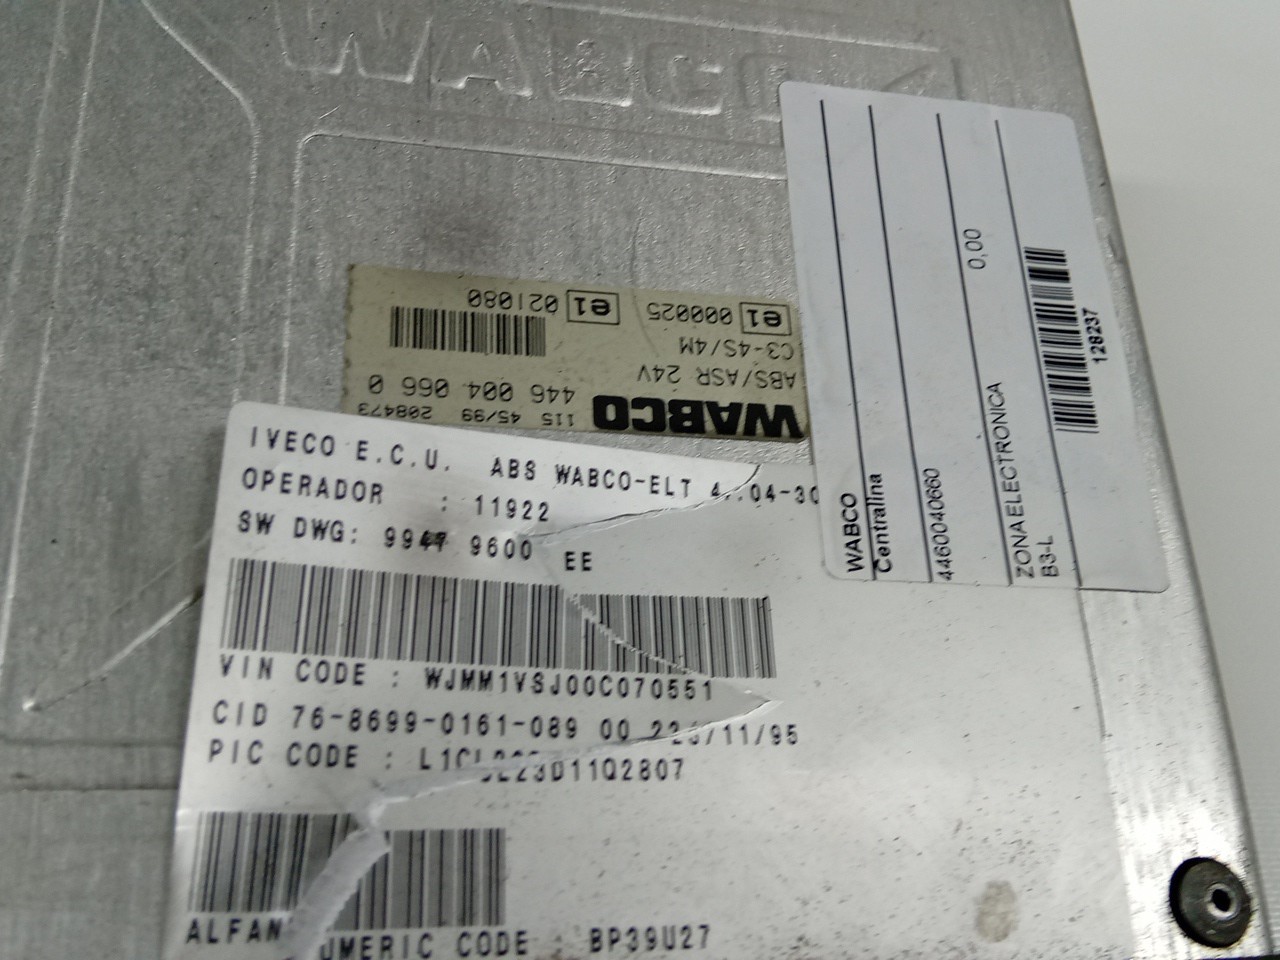 WABCO
WABCO
Centralina
4460040660
0,00
ZONAELECTRONICA
B3-L
128237
e1 021080
e1 000025
C3-4S/4M
ABS/ASR 24V
446 004 066 0
WABCO
115 45/99 208473
IVECO E.C.U. ABS WABCO-ELT
OPERADOR : 11922
SW DWG: 9600 EE
VIN CODE : WJMM1VSJ00C070551
CID 76-8699-0161-089 00 /11/95
PIC CODE :
BP39U27
CODE :